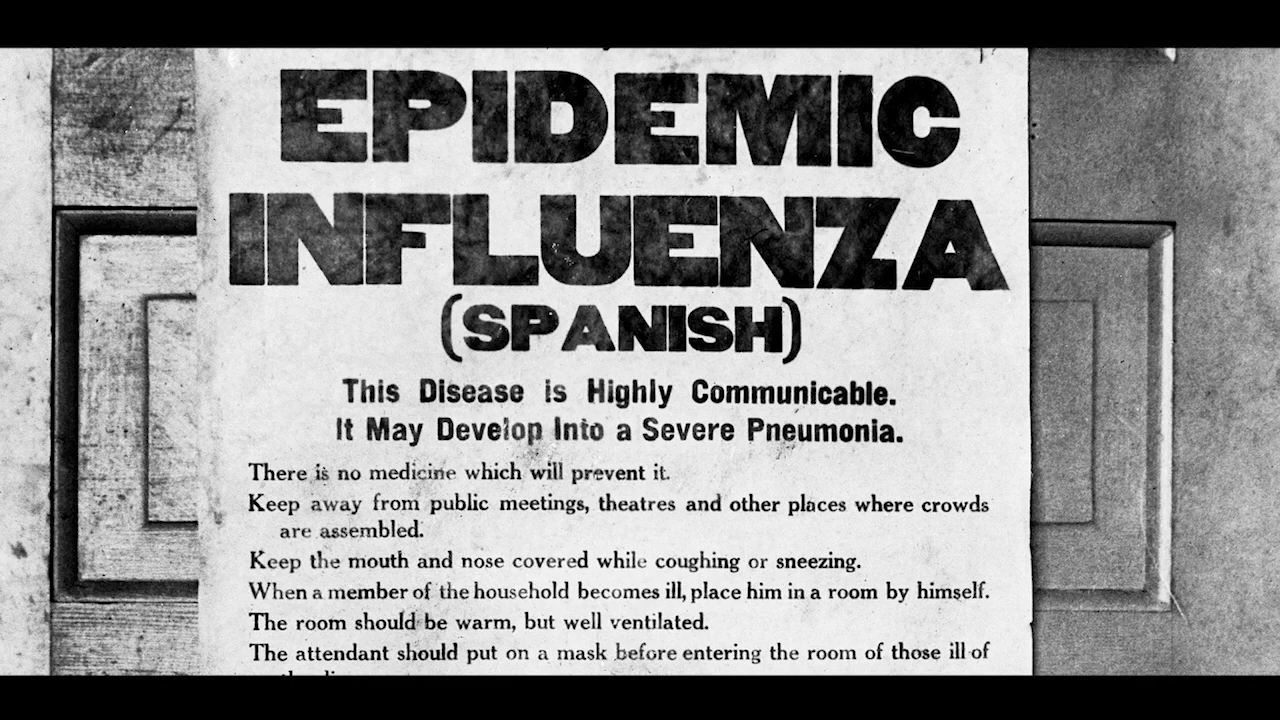 EPIDEMIC
INFLUENZA
(SPANISH)
This Disease is Highly Communicable.
It May Develop Into a Severe Pneumonia.
There is no medicine which will prevent it.
Keep away from public meetings, theatres and other places where crowds
are assembled.
Keep the mouth and nose covered while coughing or sneezing.
When a member of the household becomes ill, place him in a room by himself.
The room should be warm, but well ventilated.
The attendant should put on a mask before entering the room of those ill of